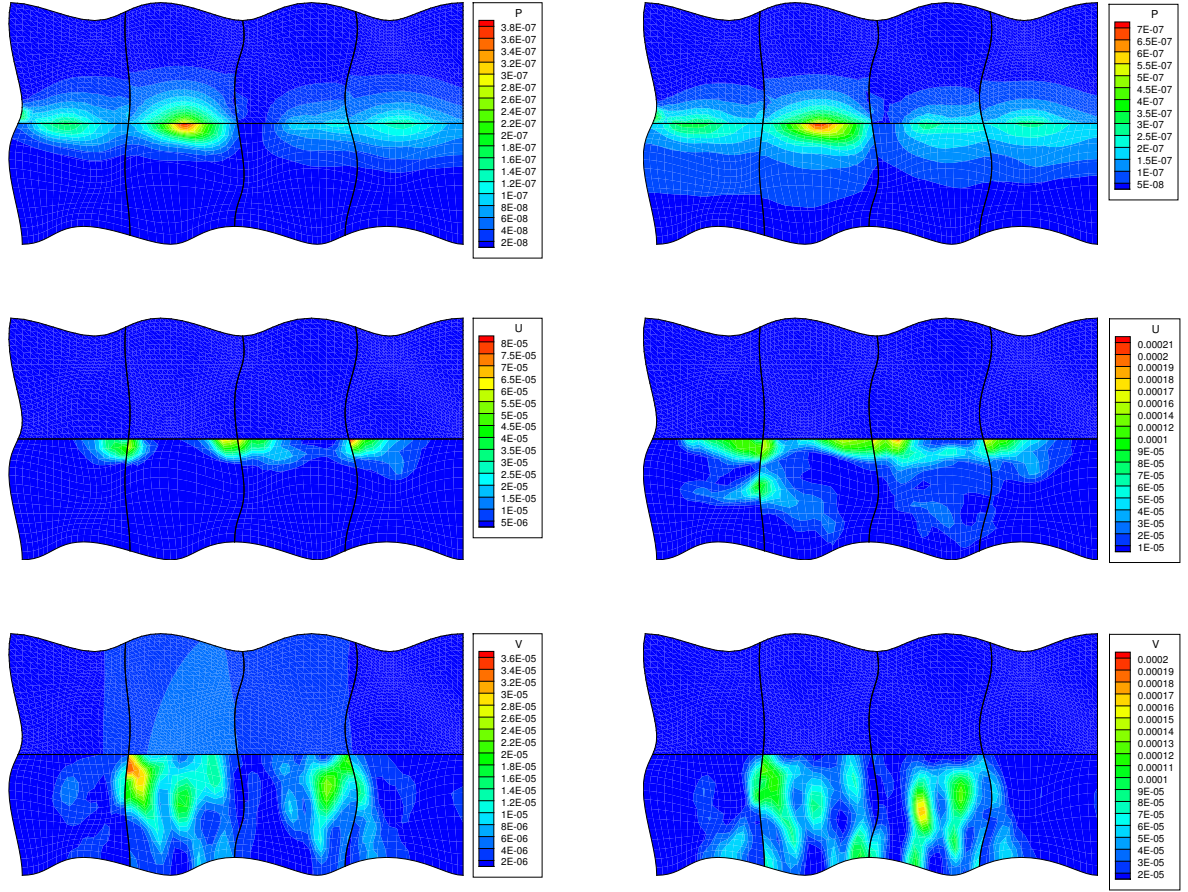 P
3.8E-07
3.6E-07
3.4E-07
3.2E-07
3E-07
2.8E-07
2.6E-07
2.4E-07
2.2E-07
2E-07
1.8E-07
1.6E-07
1.4E-07
1.2E-07
1E-07
8E-08
6E-08
4E-08
2E-08
P
7E-07
6.5E-07
6E-07
5.5E-07
5E-07
4.5E-07
4E-07
3.5E-07
3E-07
2.5E-07
2E-07
1.5E-07
1E-07
5E-08
U
8E-05
7.5E-05
7E-05
6.5E-05
6E-05
5.5E-05
5E-05
4.5E-05
4E-05
3.5E-05
3E-05
2.5E-05
2E-05
1.5E-05
1E-05
5E-06
U
0.00021
0.0002
0.00019
0.00018
0.00017
0.00016
0.00014
0.00012
0.0001
9E-05
8E-05
7E-05
6E-05
5E-05
4E-05
3E-05
2E-05
1E-05
V
3.6E-05
3.4E-05
3.2E-05
3E-05
2.8E-05
2.6E-05
2.4E-05
2.2E-05
2E-05
1.8E-05
1.6E-05
1.4E-05
1.2E-05
1E-05
8E-06
6E-06
4E-06
2E-06
V
0.0002
0.00019
0.00018
0.00017
0.00016
0.00015
0.00014
0.00013
0.00012
0.00011
0.0001
9E-05
8E-05
7E-05
6E-05
5E-05
4E-05
3E-05
2E-05